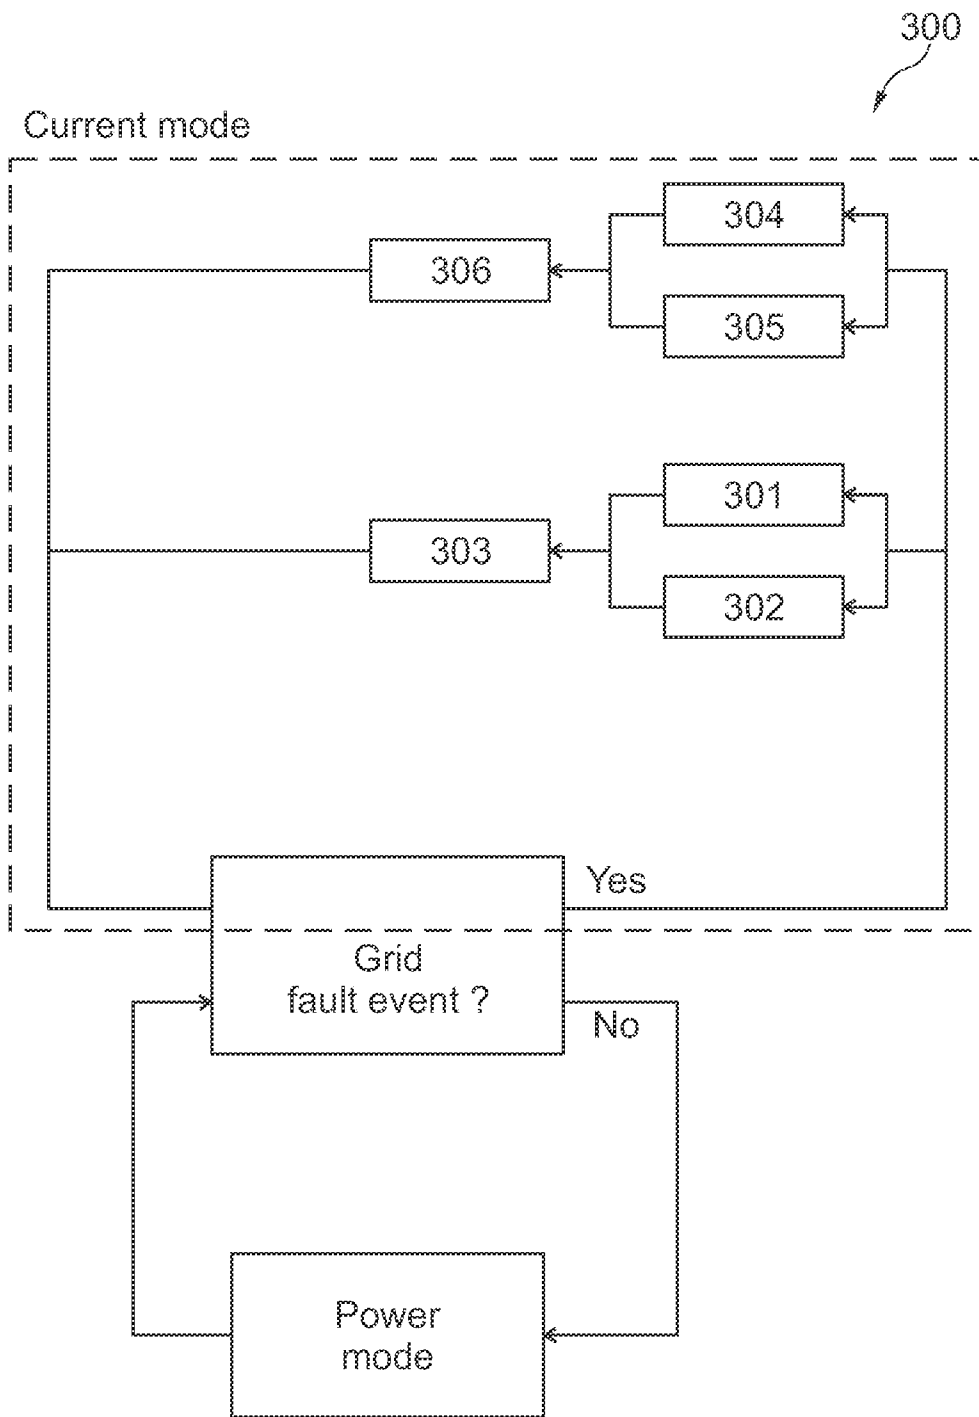 300
Current mode
304
306
305
301
303
302
Yes
Grid
fault event ?
No
Power
mode